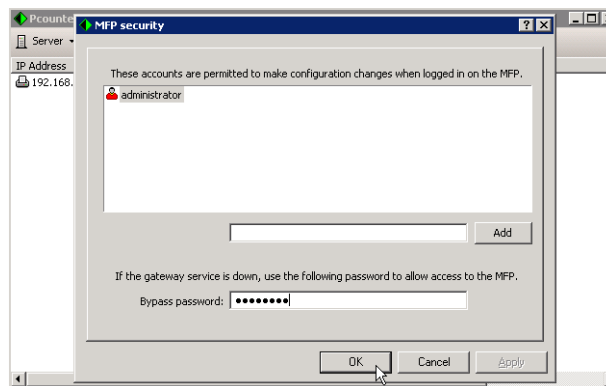 Pcounte
MFP security
Server
IP Address
192.168.
These accounts are permitted to make configuration changes when logged in on the MFP.
administrator
Add
If the gateway service is down, use the following password to allow access to the MFP.
Bypass password: ●●●●●●●●
OK Cancel Apply